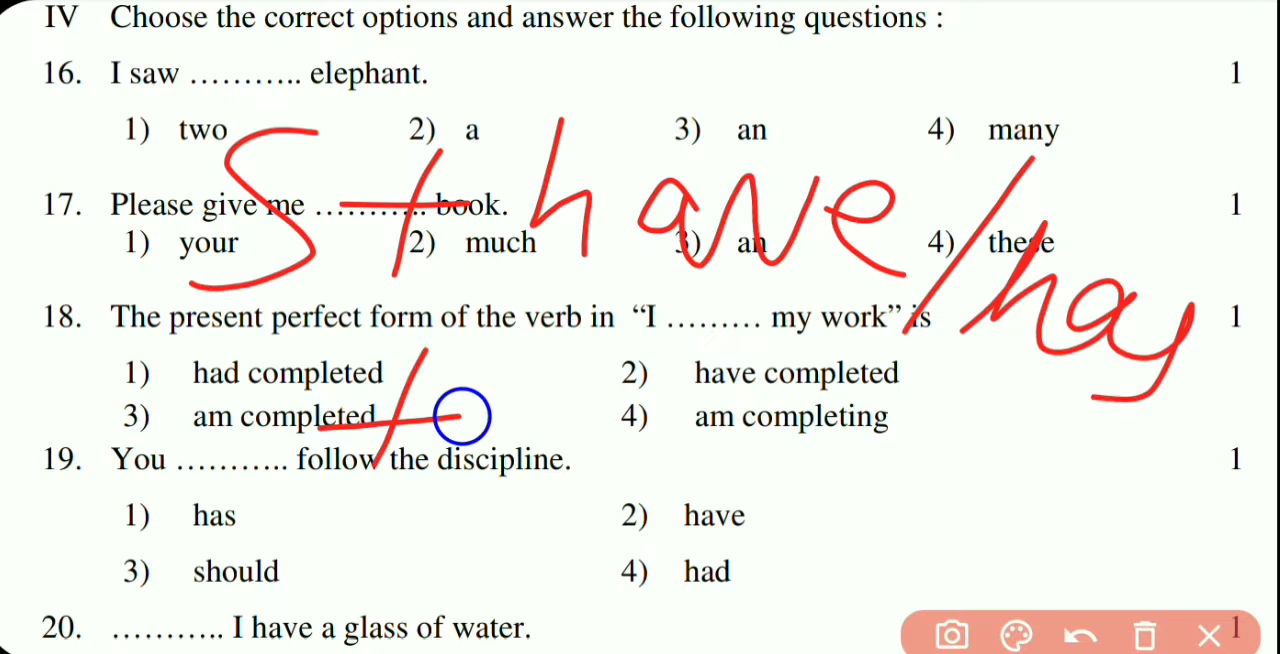 IV Choose the correct options and answer the following questions :
16. I saw ……….. elephant. 1
1) two 2) a 3) an 4) many
S + have / has
17. Please give me ……….. book. 1
1) your 2) much 3) an 4) these
18. The present perfect form of the verb in “I ……… my work” is 1
1) had completed 2) have completed
3) am completed 4) am completing
+
19. You ……….. follow the discipline. 1
1) has 2) have
3) should 4) had
20. ……….. I have a glass of water. 1